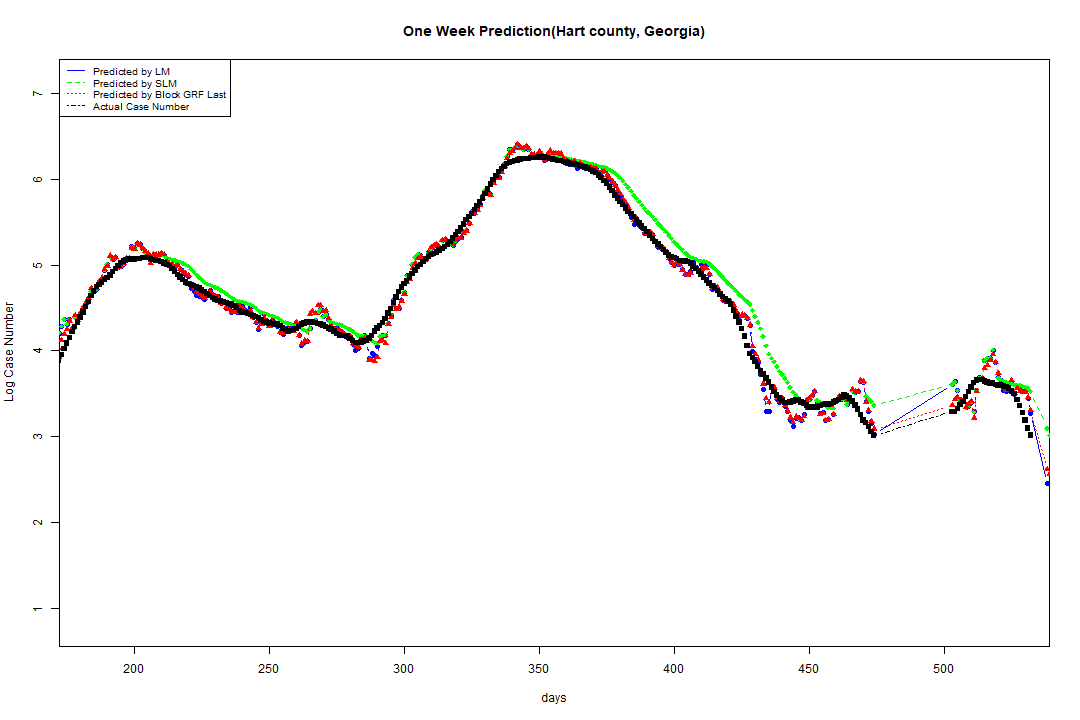 One Week Prediction(Hart county, Georgia)
Predicted by LM
Predicted by SLM
Predicted by Block GRF Last
Actual Case Number
7
6
5
4
3
2
1
Log Case Number
200 250 300 350 400 450 500
days